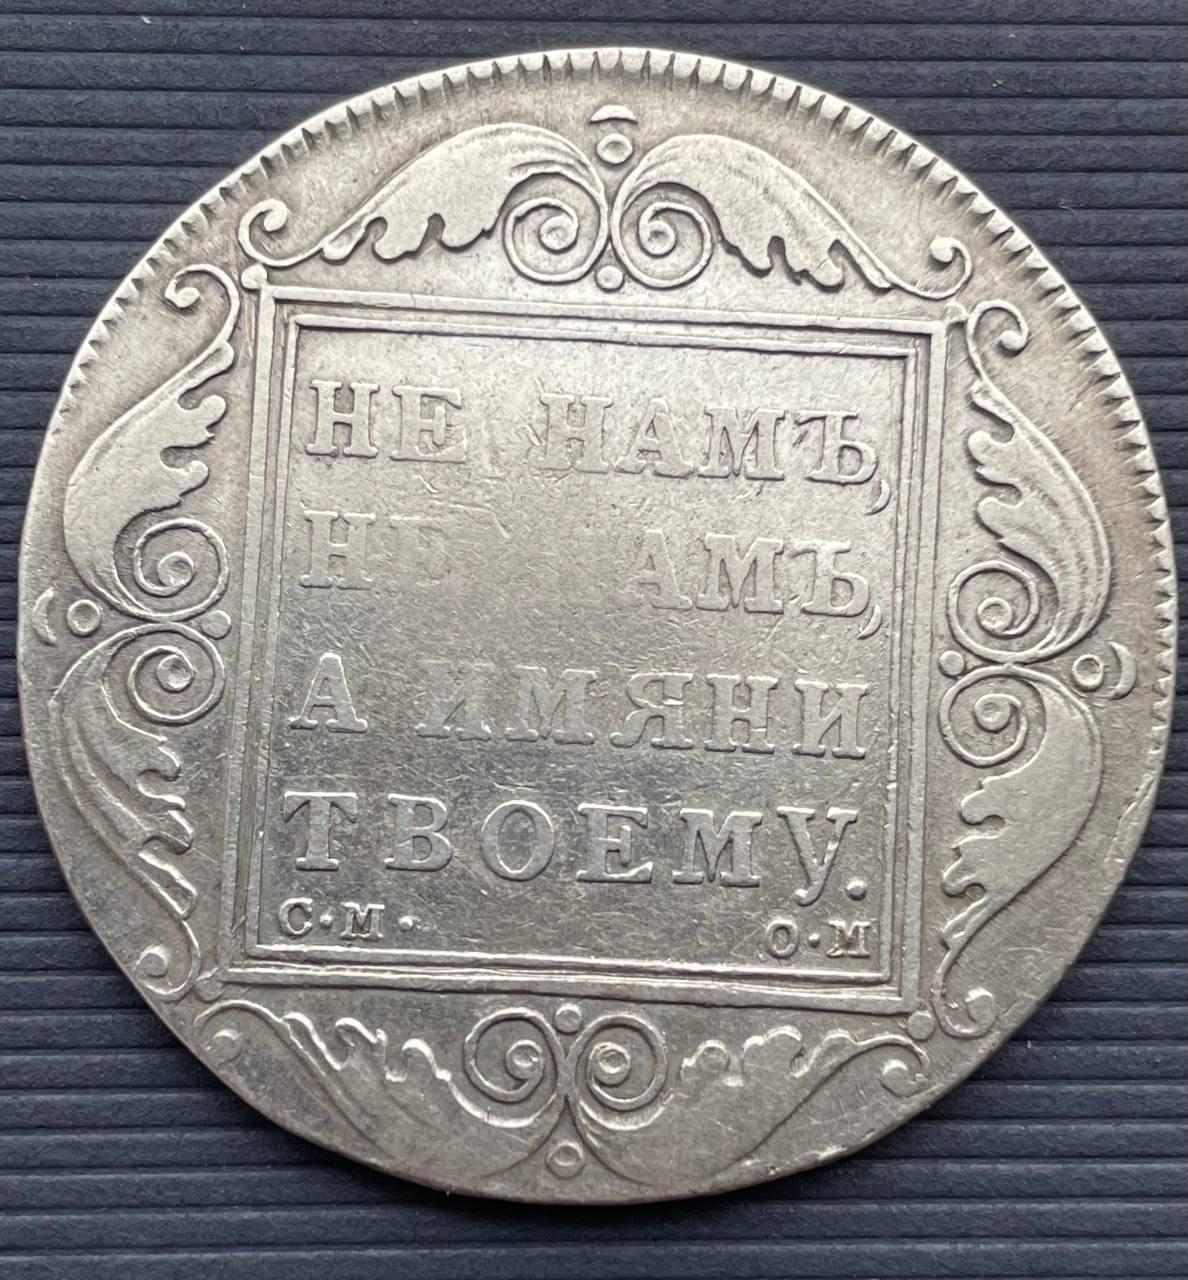 НЕ НАМЪ,
НЕ НАМЪ,
А ИМЯНИ
ТВОЕМУ.
С·М· О·М